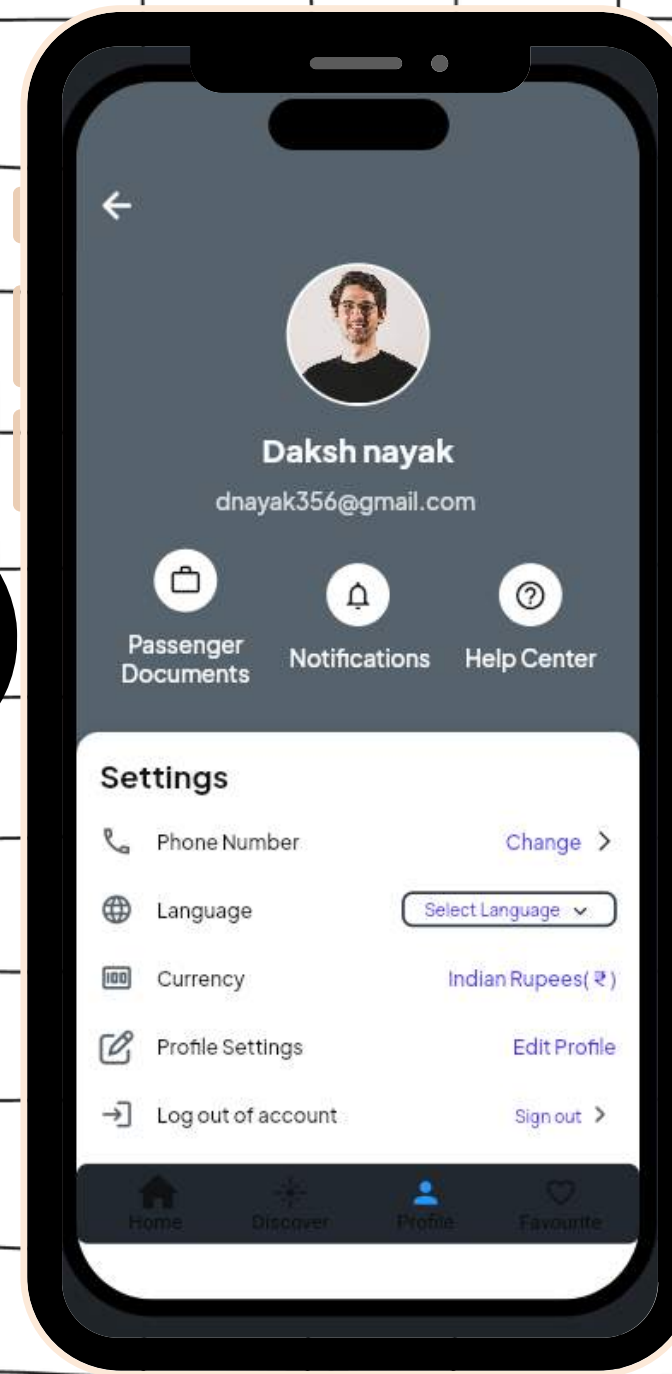 Daksh nayak
dnayak356@gmail.com
Passenger
Documents
Notifications
Help Center
Settings
Phone Number Change
Language Select Language
Currency Indian Rupees( ₹ )
Profile Settings Edit Profile
Log out of account Sign out
Home Discover Profile Favourite